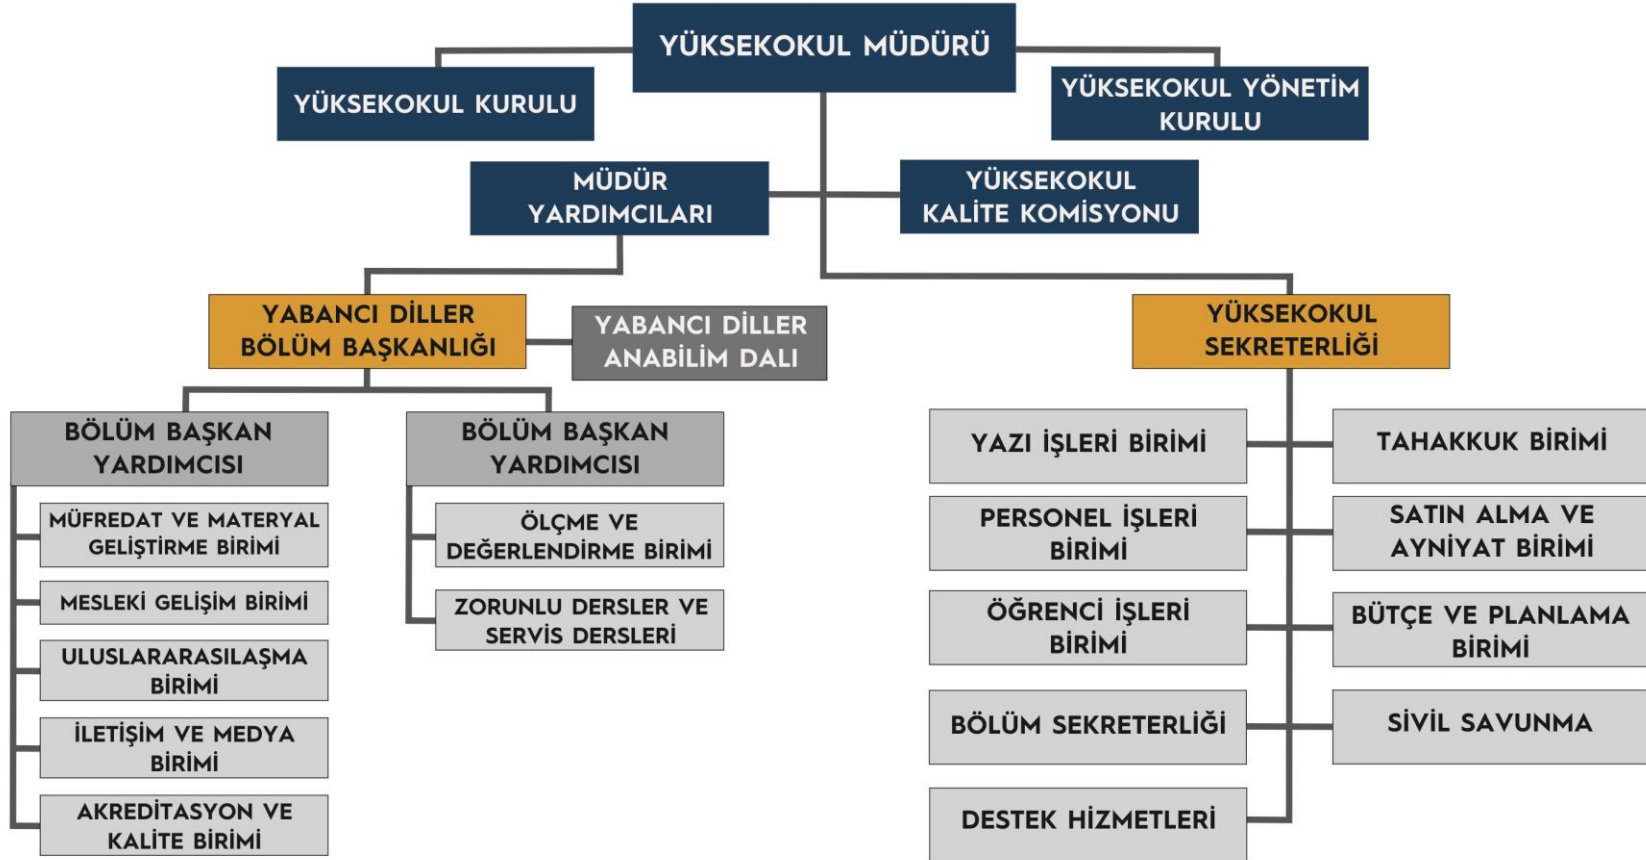 YÜKSEKOKUL MÜDÜRÜ
YÜKSEKOKUL KURULU
YÜKSEKOKUL YÖNETİM
KURULU
MÜDÜR
YARDIMCILARI
YÜKSEKOKUL
KALİTE KOMİSYONU
YABANCI DİLLER
BÖLÜM BAŞKANLIĞI
YABANCI DİLLER
ANABİLİM DALI
YÜKSEKOKUL
SEKRETERLİĞİ
BÖLÜM BAŞKAN
YARDIMCISI
MÜFREDAT VE MATERYAL
GELİŞTİRME BİRİMİ
MESLEKİ GELİŞİM BİRİMİ
ULUSLARARASILAŞMA
BİRİMİ
İLETİŞİM VE MEDYA
BİRİMİ
AKREDİTASYON VE
KALİTE BİRİMİ
BÖLÜM BAŞKAN
YARDIMCISI
ÖLÇME VE
DEĞERLENDİRME BİRİMİ
ZORUNLU DERSLER VE
SERVİS DERSLERİ
YAZI İŞLERİ BİRİMİ
TAHAKKUK BİRİMİ
PERSONEL İŞLERİ
BİRİMİ
SATIN ALMA VE
AYNİYAT BİRİMİ
ÖĞRENCİ İŞLERİ
BİRİMİ
BÜTÇE VE PLANLAMA
BİRİMİ
BÖLÜM SEKRETERLİĞİ
SİVİL SAVUNMA
DESTEK HİZMETLERİ